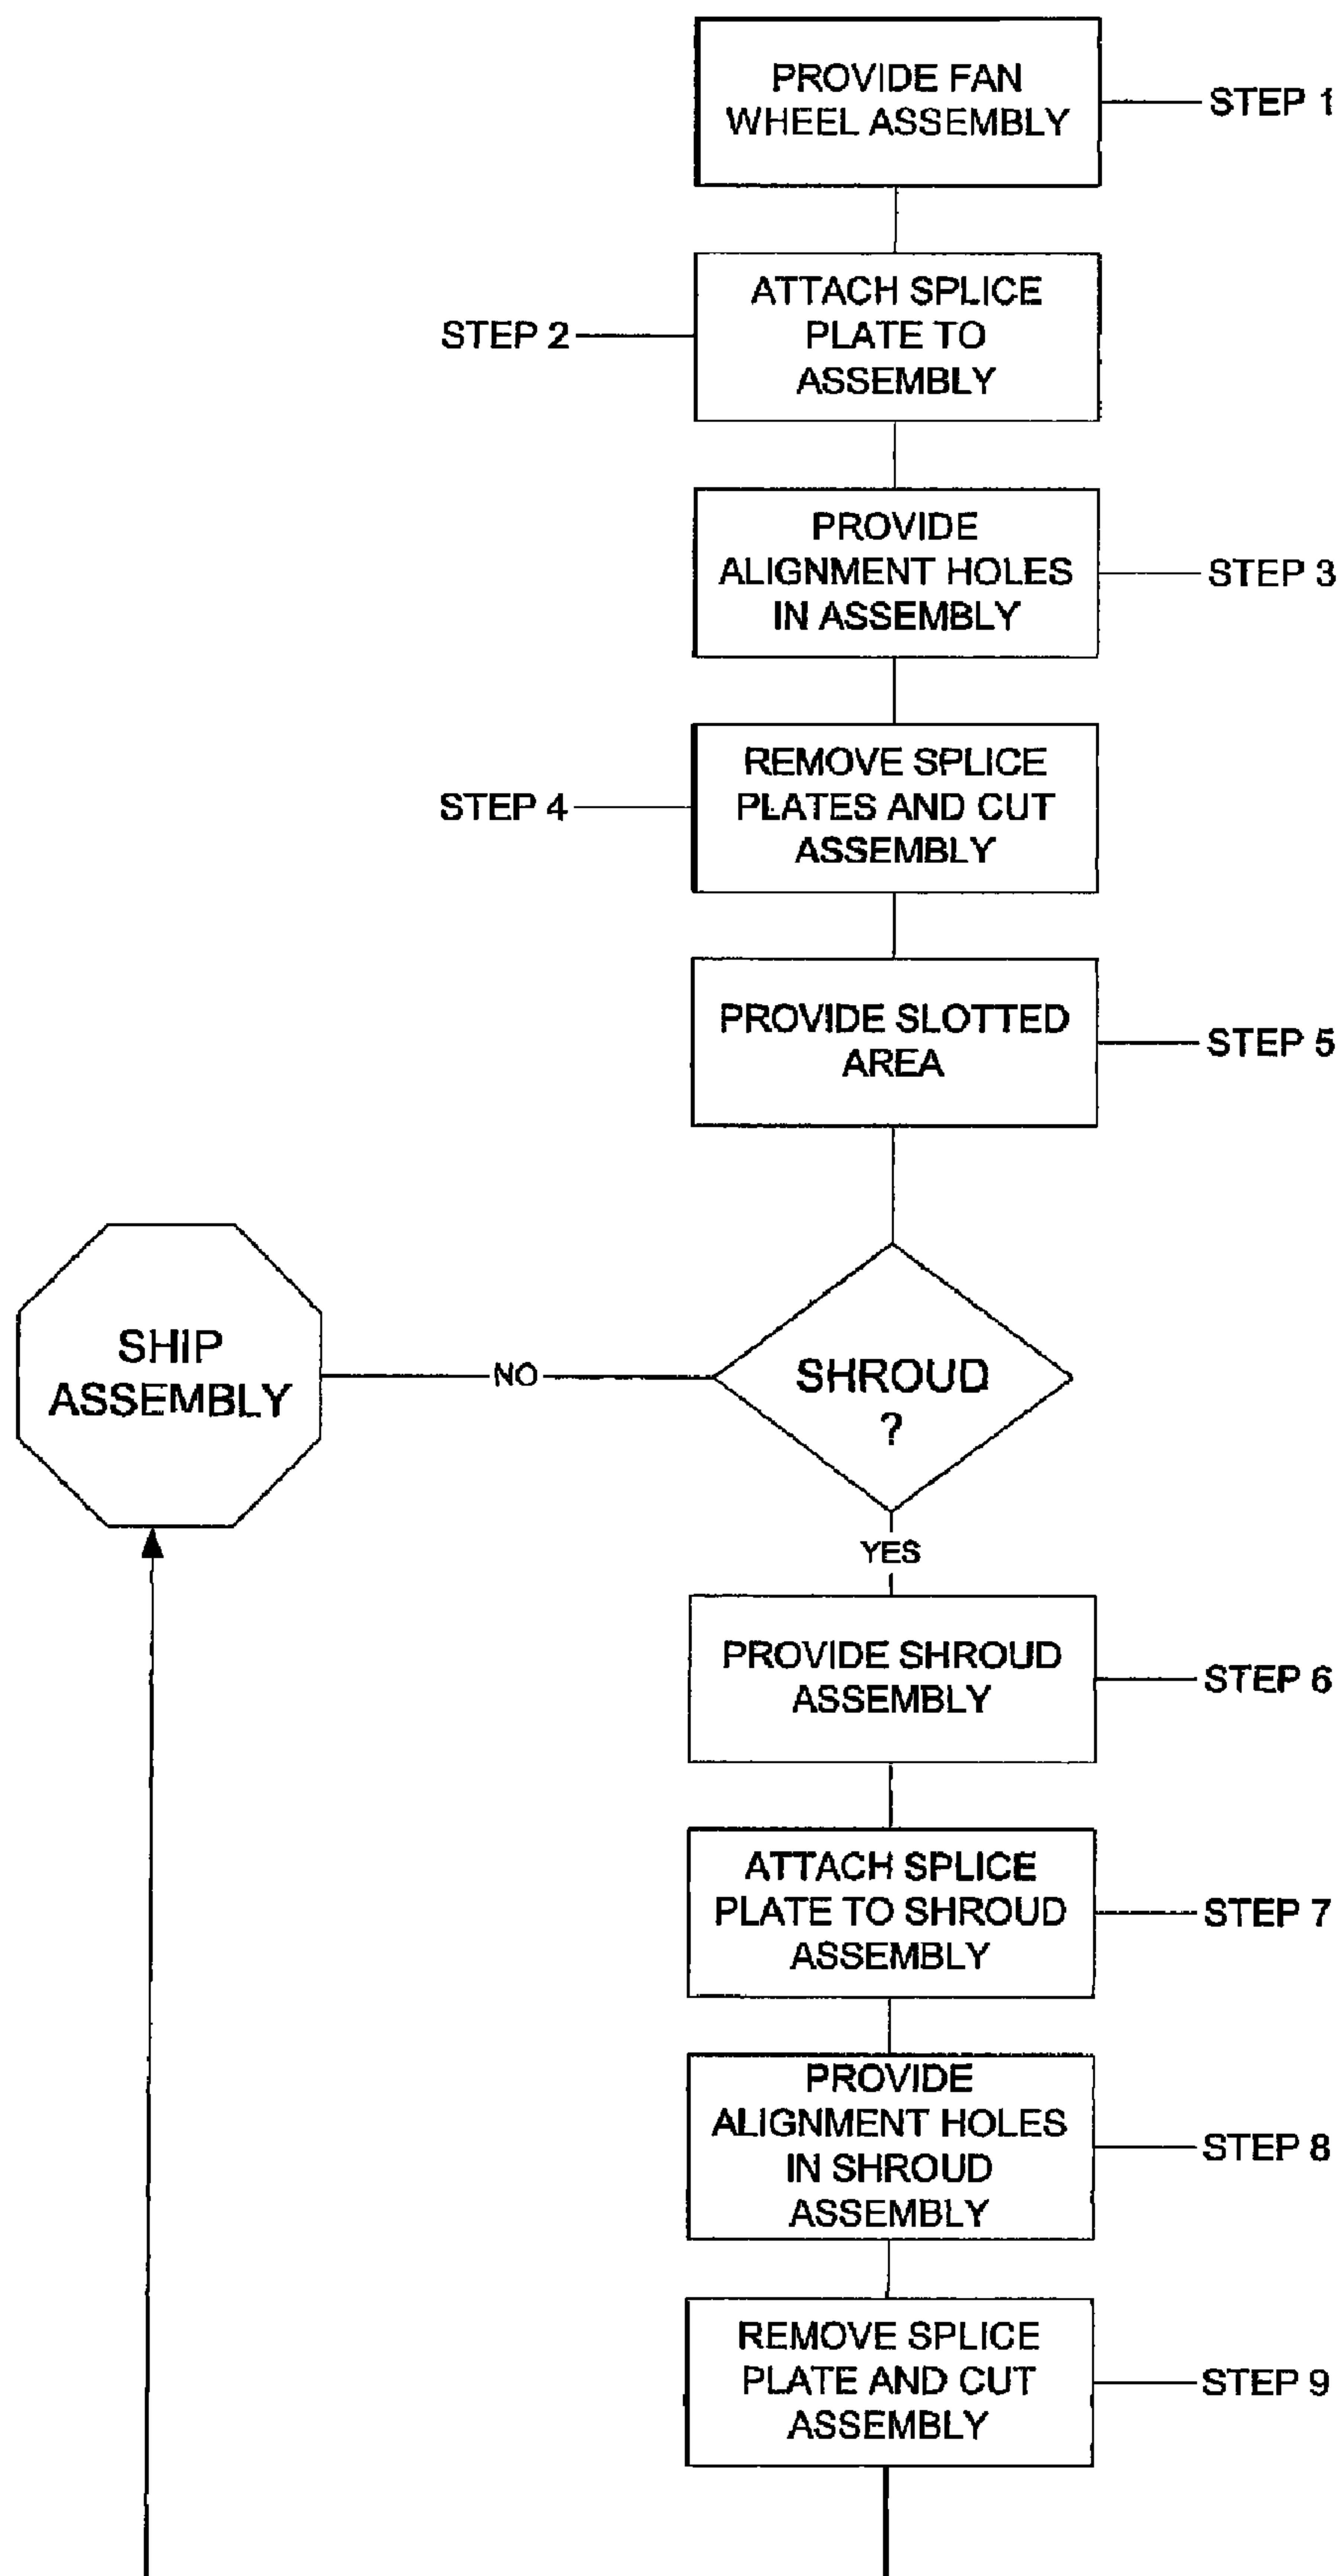 PROVIDE FAN
WHEEL ASSEMBLY
STEP 1
ATTACH SPLICE
PLATE TO
ASSEMBLY
STEP 2
PROVIDE
ALIGNMENT HOLES
IN ASSEMBLY
STEP 3
REMOVE SPLICE
PLATES AND CUT
ASSEMBLY
STEP 4
PROVIDE SLOTTED
AREA
STEP 5
SHROUD
?
NO
SHIP
ASSEMBLY
YES
PROVIDE SHROUD
ASSEMBLY
STEP 6
ATTACH SPLICE
PLATE TO SHROUD
ASSEMBLY
STEP 7
PROVIDE
ALIGNMENT HOLES
IN SHROUD
ASSEMBLY
STEP 8
REMOVE SPLICE
PLATE AND CUT
ASSEMBLY
STEP 9